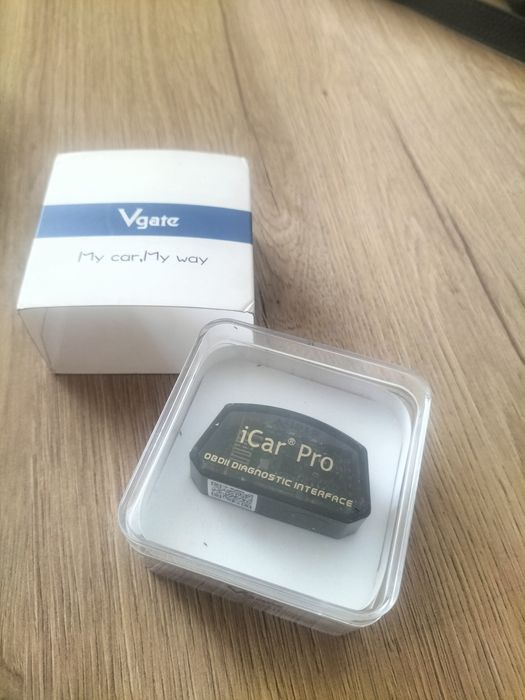 Vgate
My car,My way
iCar® Pro
OBDII DIAGNOSTIC INTERFACE